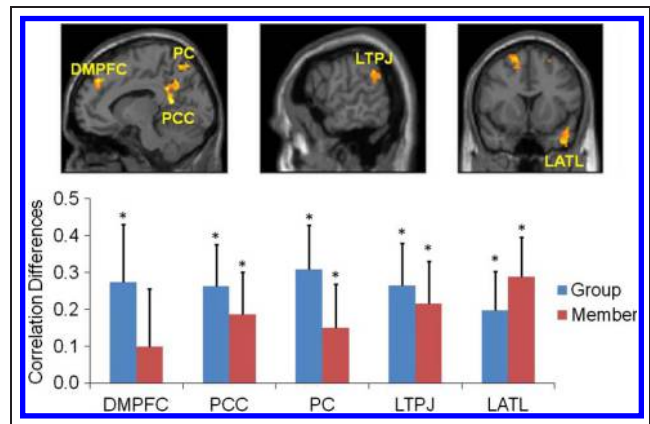 DMPFC
PC
PCC
LTPJ
LATL
Correlation Differences
0.5
0.4
0.3
0.2
0.1
0.0
* * * * * * * * *
DMPFC PCC PC LTPJ LATL
Group
Member